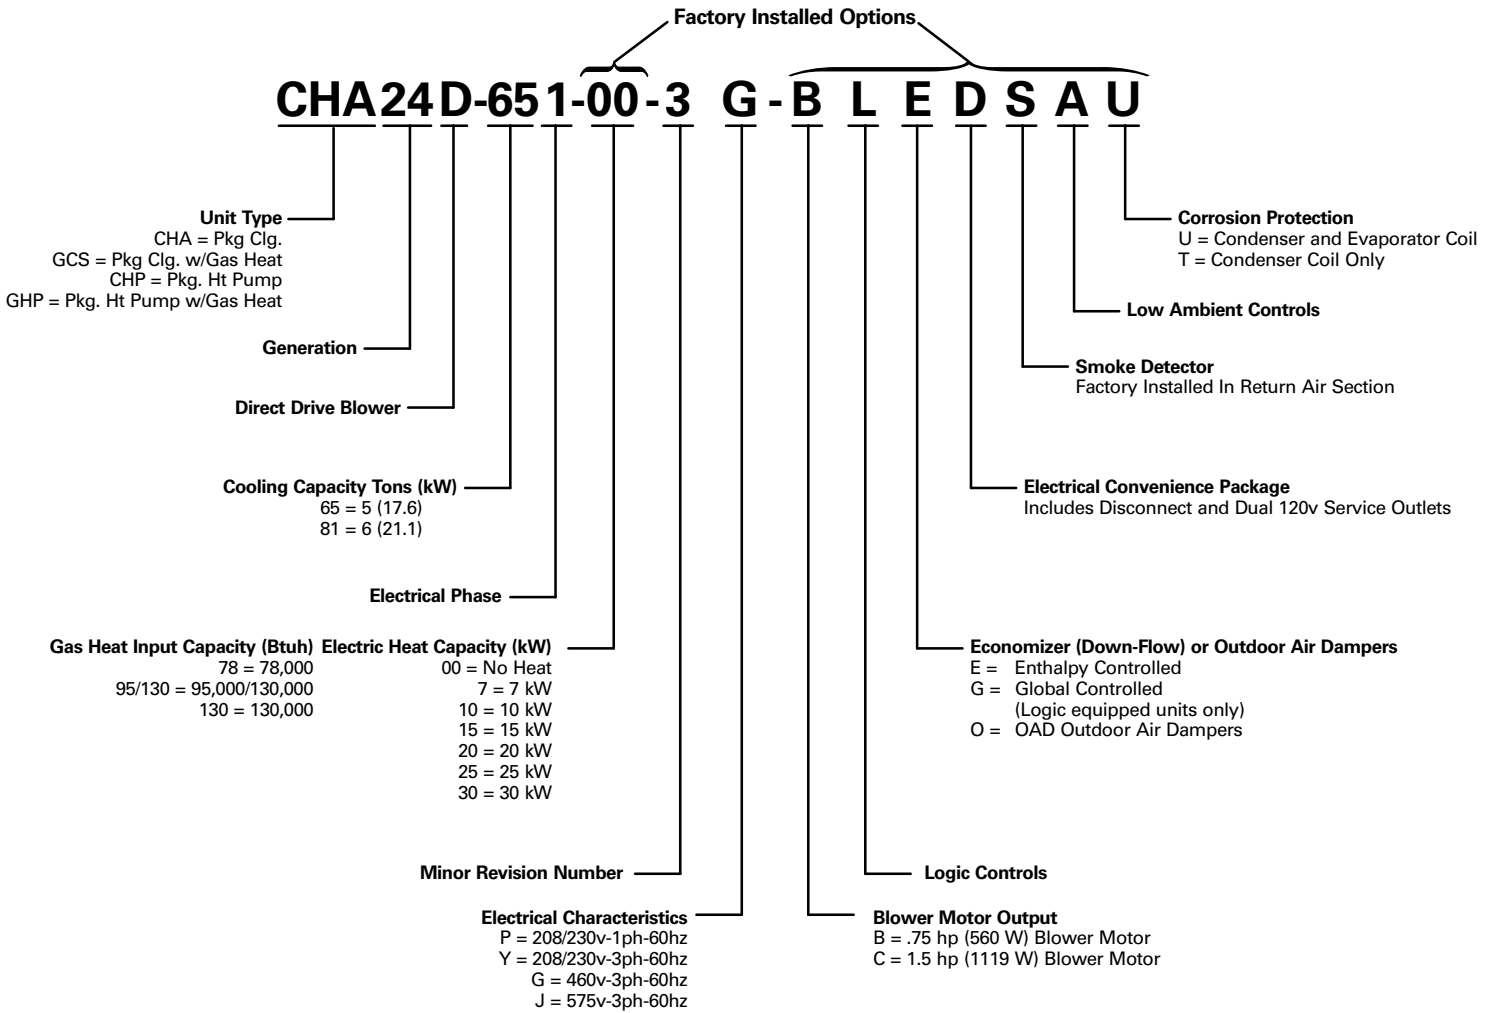 Factory Installed Options
CHA24D-651-00-3 G-B L E D S A U
Unit Type
CHA = Pkg Clg.
GCS = Pkg Clg. w/Gas Heat
CHP = Pkg. Ht Pump
GHP = Pkg. Ht Pump w/Gas Heat
Generation
Direct Drive Blower
Cooling Capacity Tons (kW)
65 = 5 (17.6)
81 = 6 (21.1)
Electrical Phase
Gas Heat Input Capacity (Btuh)
78 = 78,000
95/130 = 95,000/130,000
130 = 130,000
Electric Heat Capacity (kW)
00 = No Heat
7 = 7 kW
10 = 10 kW
15 = 15 kW
20 = 20 kW
25 = 25 kW
30 = 30 kW
Minor Revision Number
Electrical Characteristics
P = 208/230v-1ph-60hz
Y = 208/230v-3ph-60hz
G = 460v-3ph-60hz
J = 575v-3ph-60hz
Corrosion Protection
U = Condenser and Evaporator Coil
T = Condenser Coil Only
Low Ambient Controls
Smoke Detector
Factory Installed In Return Air Section
Electrical Convenience Package
Includes Disconnect and Dual 120v Service Outlets
Economizer (Down-Flow) or Outdoor Air Dampers
E = Enthalpy Controlled
G = Global Controlled
(Logic equipped units only)
O = OAD Outdoor Air Dampers
Logic Controls
Blower Motor Output
B = .75 hp (560 W) Blower Motor
C = 1.5 hp (1119 W) Blower Motor